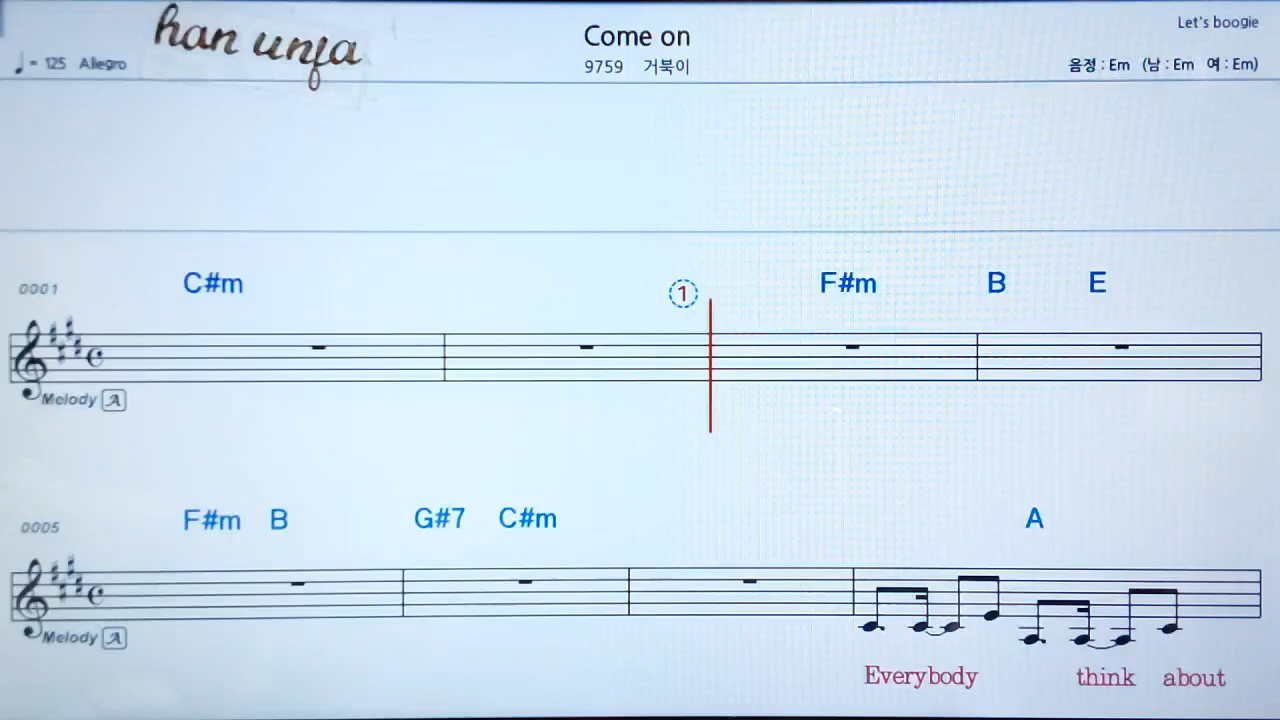 han unja
Come on
Let's boogie
♩= 125 Allegro
9759 거북이
음정 : Em (남 : Em 여 : Em)
C#m ① F#m B E
0001
Melody A
F#m B G#7 C#m A
0005
Melody A
Everybody think about